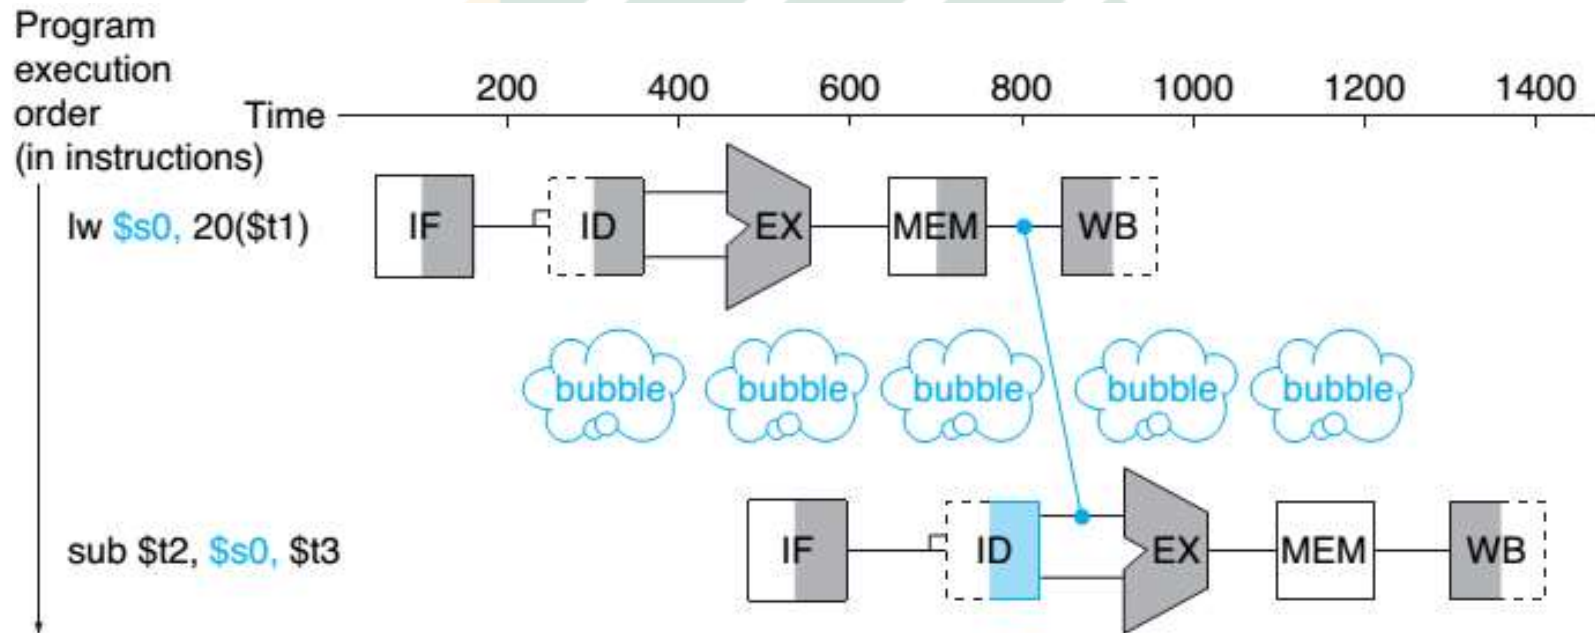 Program
execution
order
(in instructions)
Time
200 400 600 800 1000 1200 1400
lw $s0, 20($t1)
IF ID EX MEM WB
bubble bubble bubble bubble bubble
sub $t2, $s0, $t3
IF ID EX MEM WB